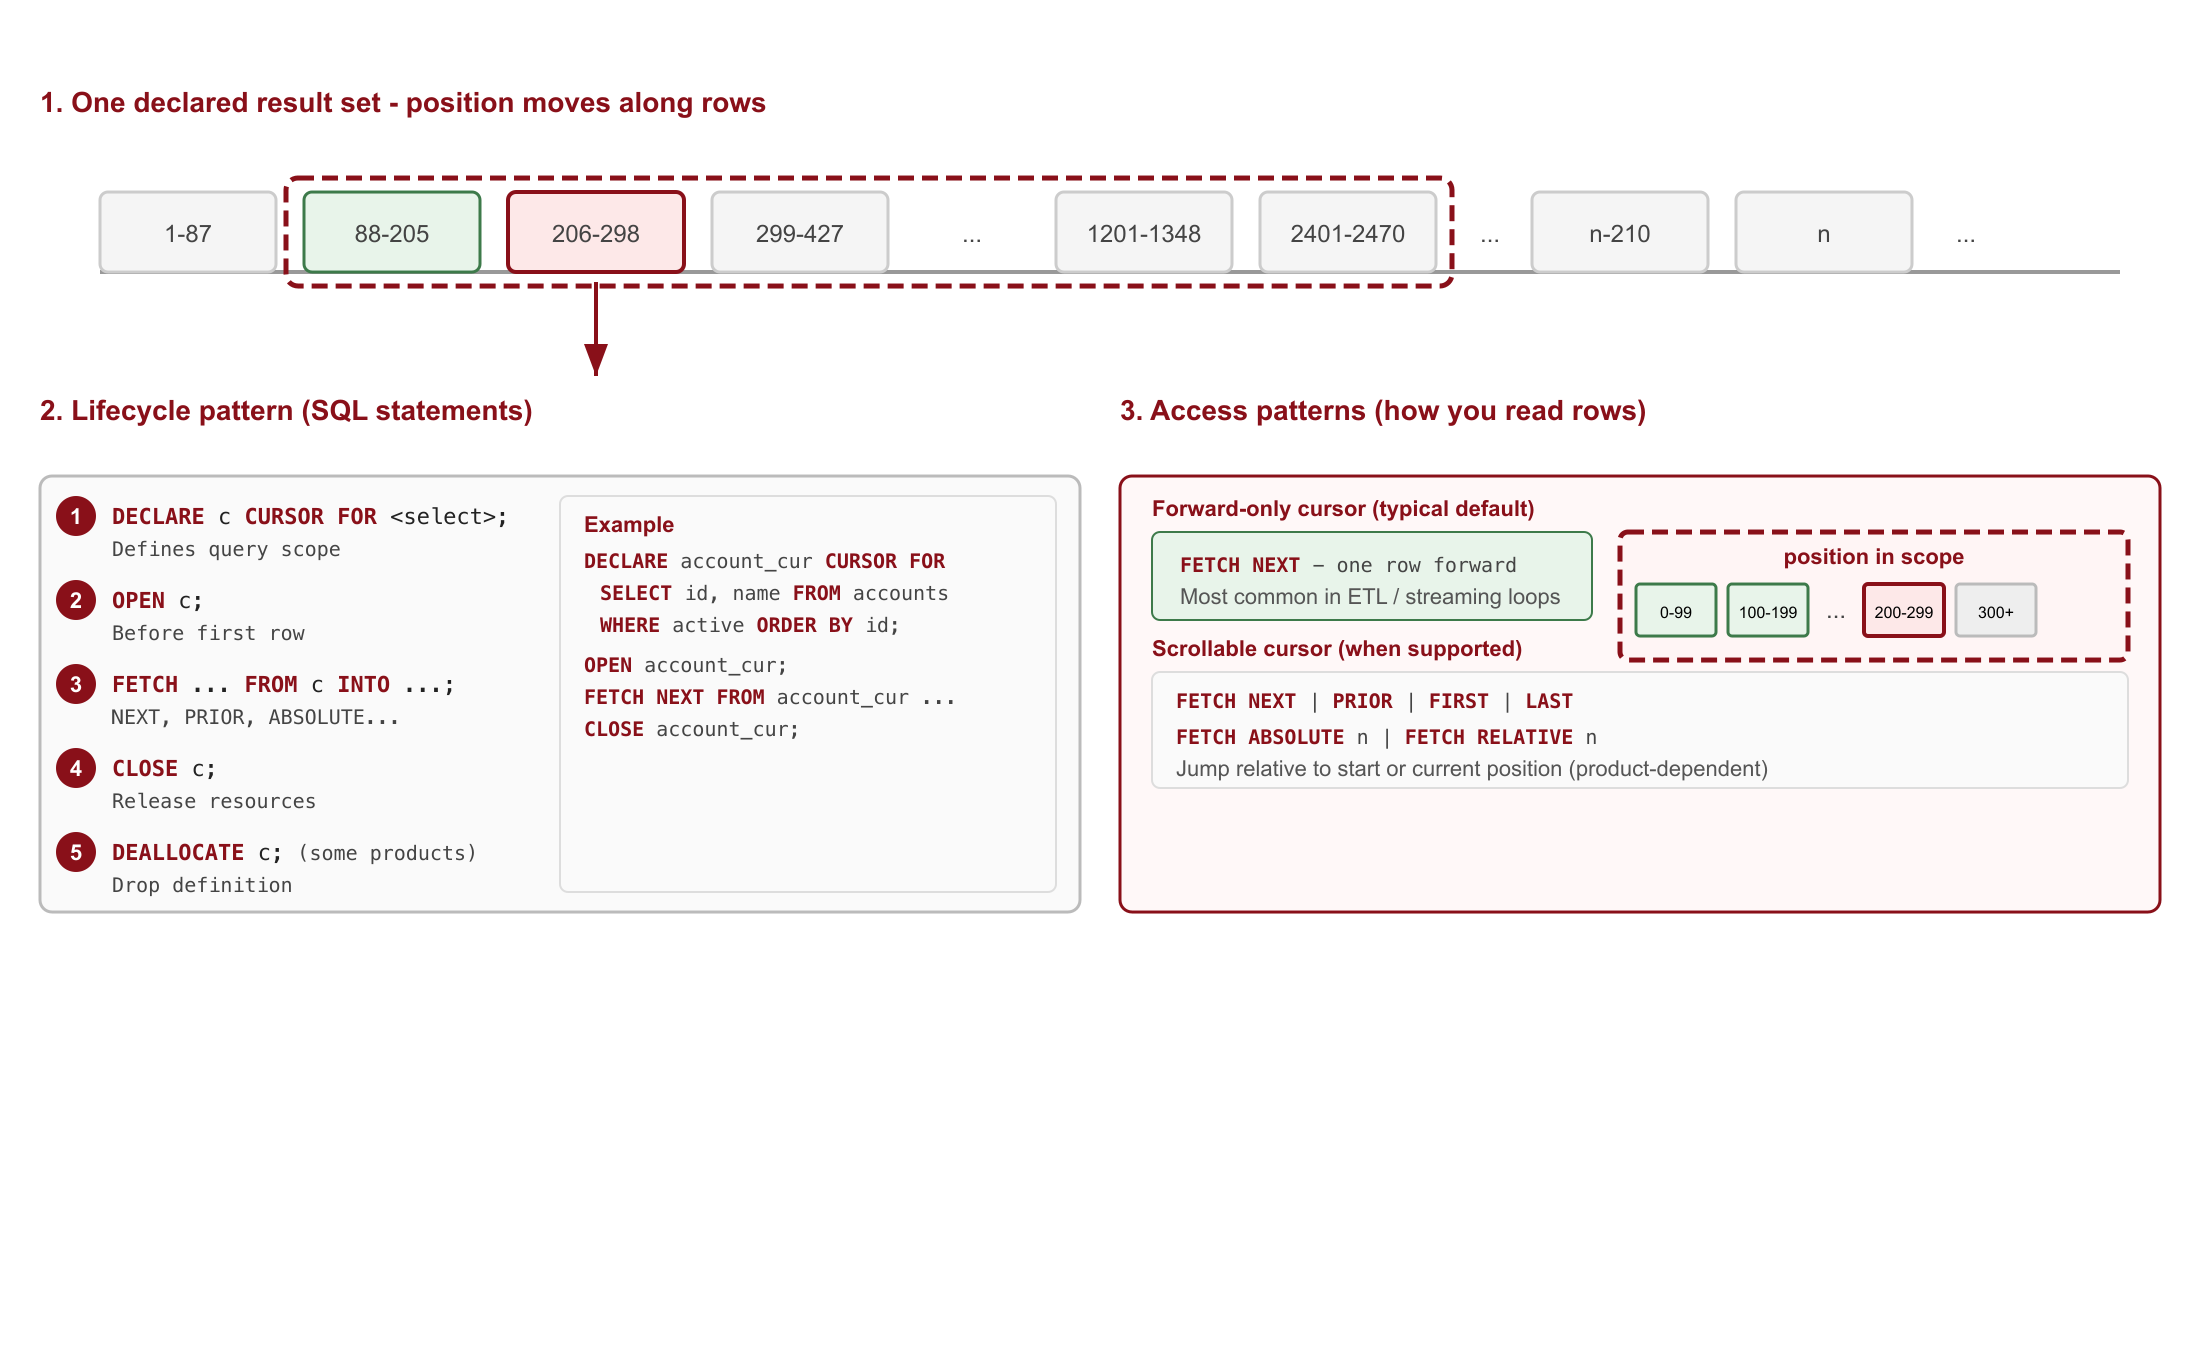 1. One declared result set - position moves along rows
1-87 88-205 206-298 299-427 ... 1201-1348 2401-2470 ... n-210 n ...
2. Lifecycle pattern (SQL statements)
1 DECLARE c CURSOR FOR <select>;
Defines query scope
2 OPEN c;
Before first row
3 FETCH ... FROM c INTO ...;
NEXT, PRIOR, ABSOLUTE...
4 CLOSE c;
Release resources
5 DEALLOCATE c; (some products)
Drop definition
Example
DECLARE account_cur CURSOR FOR
SELECT id, name FROM accounts
WHERE active ORDER BY id;
OPEN account_cur;
FETCH NEXT FROM account_cur ...
CLOSE account_cur;
3. Access patterns (how you read rows)
Forward-only cursor (typical default)
FETCH NEXT — one row forward
Most common in ETL / streaming loops
position in scope
0-99 100-199 ... 200-299 300+
Scrollable cursor (when supported)
FETCH NEXT | PRIOR | FIRST | LAST
FETCH ABSOLUTE n | FETCH RELATIVE n
Jump relative to start or current position (product-dependent)